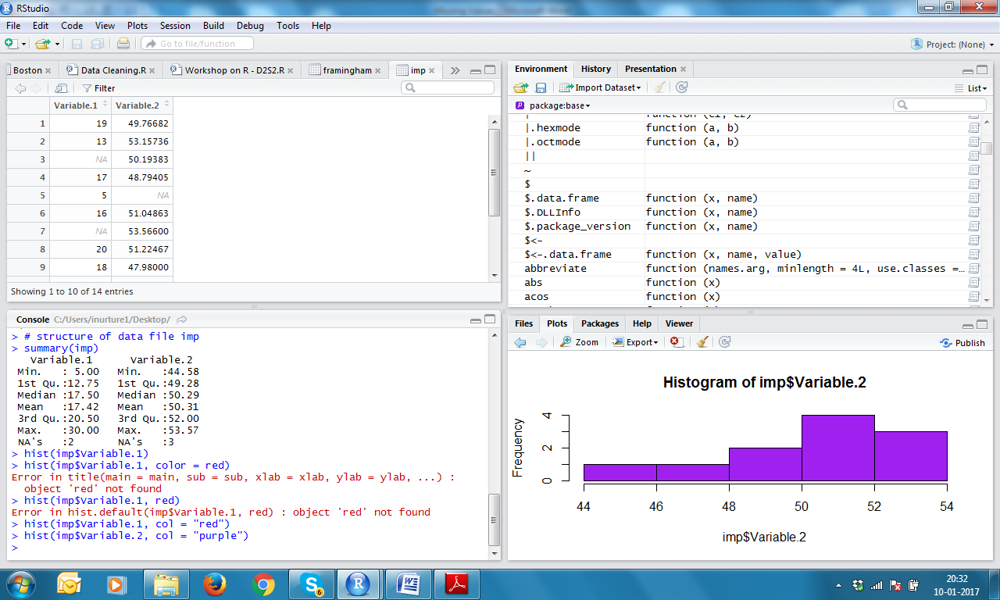 RStudio
File Edit Code View Plots Session Build Debug Tools Help
Go to file/function
Project: (None)
Boston
Data Cleaning.R
Workshop on R - D2S2.R
framingham
imp
Filter
Variable.1 Variable.2
1 19 49.76682
2 13 53.15736
3 NA 50.19383
4 17 48.79405
5 5 NA
6 16 51.04863
7 NA 53.56600
8 20 51.22467
9 18 47.98000
Showing 1 to 10 of 14 entries
Console C:/Users/inurture1/Desktop/
> # structure of data file imp
> summary(imp)
Variable.1 Variable.2
Min. : 5.00 Min. :44.58
1st Qu.:12.75 1st Qu.:49.28
Median :17.50 Median :50.29
Mean :17.42 Mean :50.31
3rd Qu.:20.50 3rd Qu.:52.00
Max. :30.00 Max. :53.57
NA's :2 NA's :3
> hist(imp$Variable.1)
> hist(imp$Variable.1, color = red)
Error in title(main = main, sub = sub, xlab = xlab, ylab = ylab, ...) :
object 'red' not found
> hist(imp$Variable.1, red)
Error in hist.default(imp$Variable.1, red) : object 'red' not found
> hist(imp$Variable.1, col = "red")
> hist(imp$Variable.2, col = "purple")
>
Environment History Presentation
Import Dataset
List
package:base
function (e1, e2)
|.hexmode function (a, b)
|.octmode function (a, b)
||
~
$
$.data.frame function (x, name)
$.DLLInfo function (x, name)
$.package_version function (x, name)
$<-
$<-.data.frame function (x, name, value)
abbreviate function (names.arg, minlength = 4L, use.classes =…
abs function (x)
acos function (x)
Files Plots Packages Help Viewer
Zoom Export Publish
Histogram of imp$Variable.2
Frequency
0 2 4
44 46 48 50 52 54
imp$Variable.2
20:32
10-01-2017